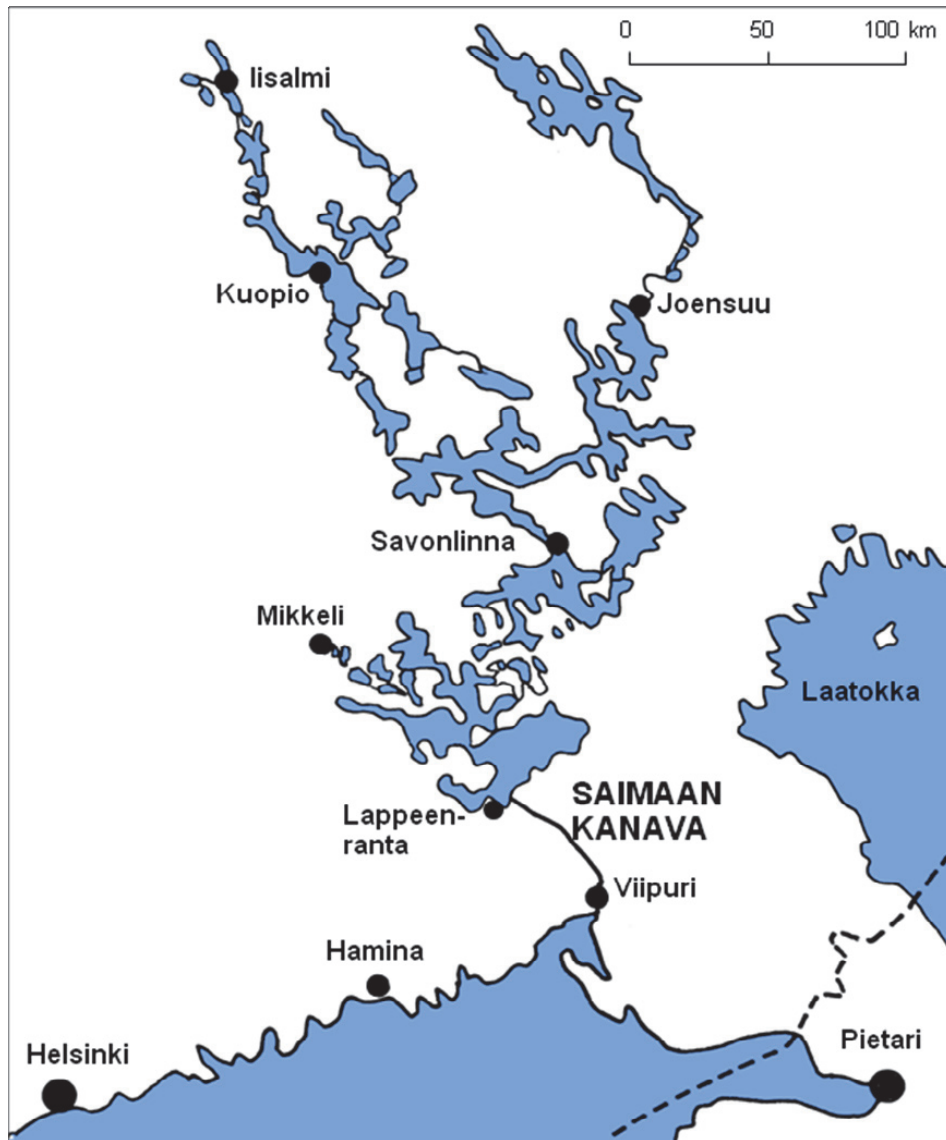 0 50 100 km
Iisalmi
Kuopio
Joensuu
Savonlinna
Mikkeli
Laatokka
SAIMAAN
KANAVA
Lappeen-
ranta
Viipuri
Hamina
Helsinki
Pietari